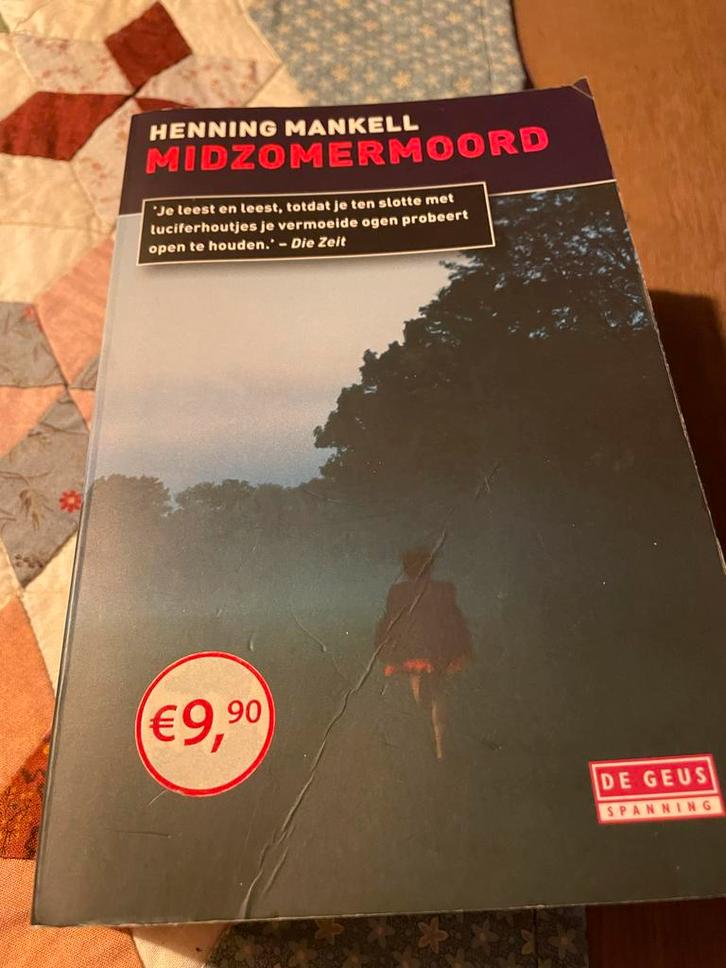 HENNING MANKELL
MIDZOMERMOORD
'Je leest en leest, totdat je ten slotte met
luciferhoutjes je vermoeide ogen probeert
open te houden.' – Die Zeit
€9,90
DE GEUS
SPANNING